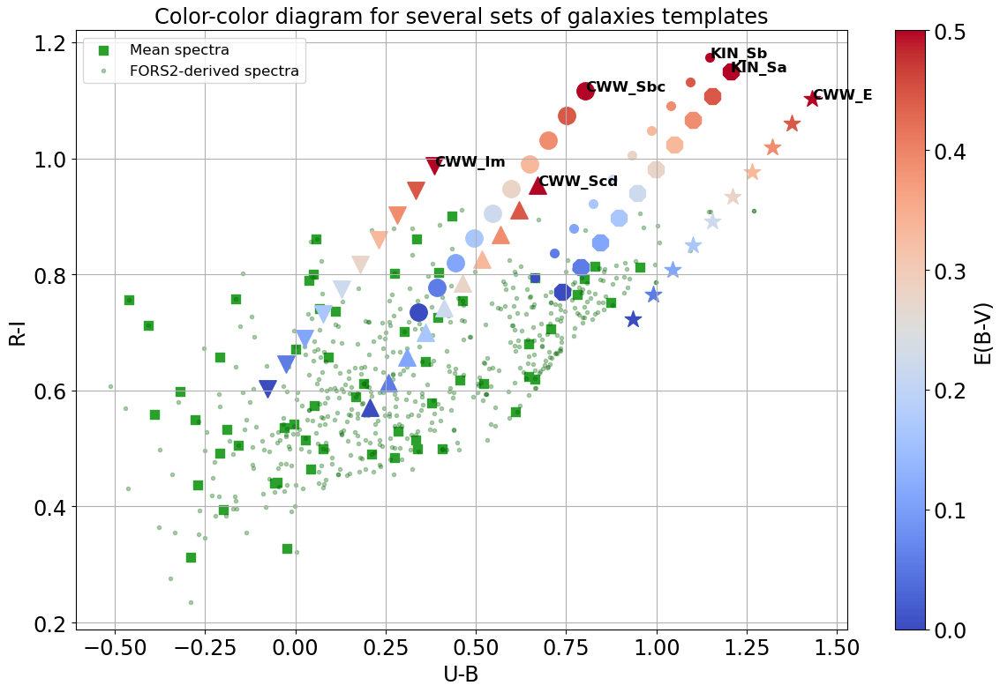 Color-color diagram for several sets of galaxies templates
Mean spectra
FORS2-derived spectra
KIN_Sb
KIN_Sa
CWW_Sbc
CWW_E
CWW_Im
CWW_Scd
1.2
1.0
0.8
0.6
0.4
0.2
R-I
−0.50
−0.25
0.00
0.25
0.50
0.75
1.00
1.25
1.50
U-B
0.5
0.4
0.3
0.2
0.1
0.0
E(B-V)